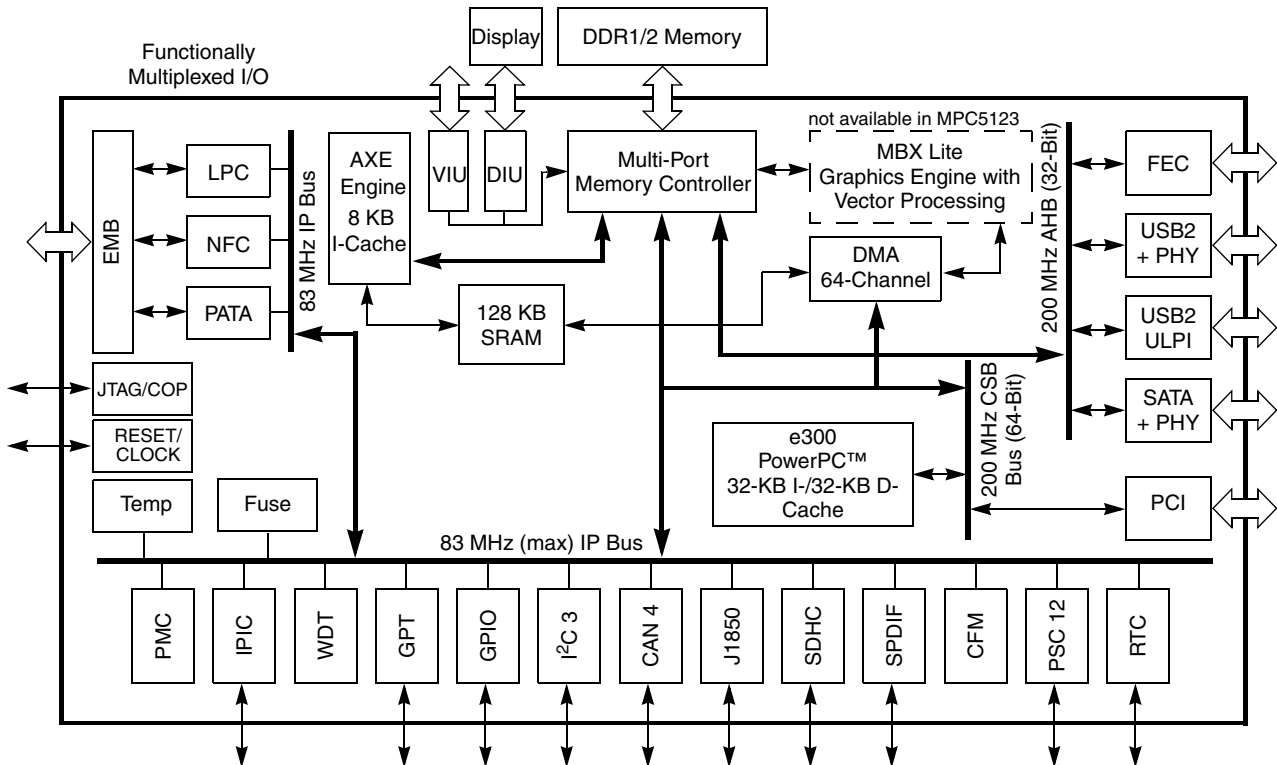 Functionally
Multiplexed I/O
Display
DDR1/2 Memory
EMB
LPC
NFC
PATA
83 MHz IP Bus
AXE
Engine
8 KB
I-Cache
VIU
DIU
Multi-Port
Memory Controller
not available in MPC5123
MBX Lite
Graphics Engine with
Vector Processing
DMA
64-Channel
128 KB
SRAM
200 MHz AHB (32-Bit)
FEC
USB2
+ PHY
USB2
ULPI
SATA
+ PHY
PCI
JTAG/COP
RESET/
CLOCK
Temp
Fuse
e300
PowerPC™
32-KB I-/32-KB D-
Cache
200 MHz CSB
Bus (64-Bit)
83 MHz (max) IP Bus
PMC
IPIC
WDT
GPT
GPIO
I²C 3
CAN 4
J1850
SDHC
SPDIF
CFM
PSC 12
RTC